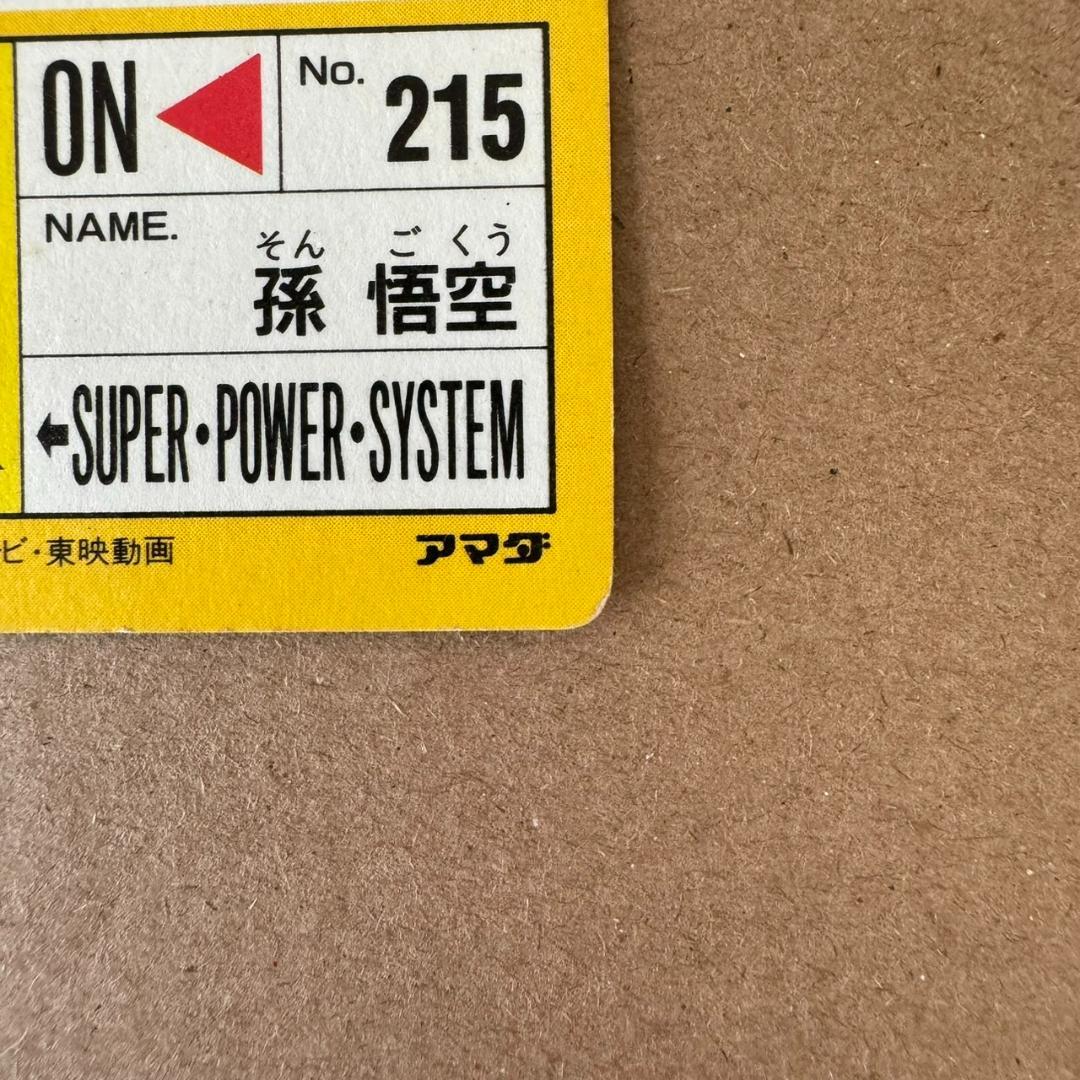 ON
No. 215
NAME.
そん ご くう
孫 悟空
←SUPER・POWER・SYSTEM
ビ・東映動画
アマダ